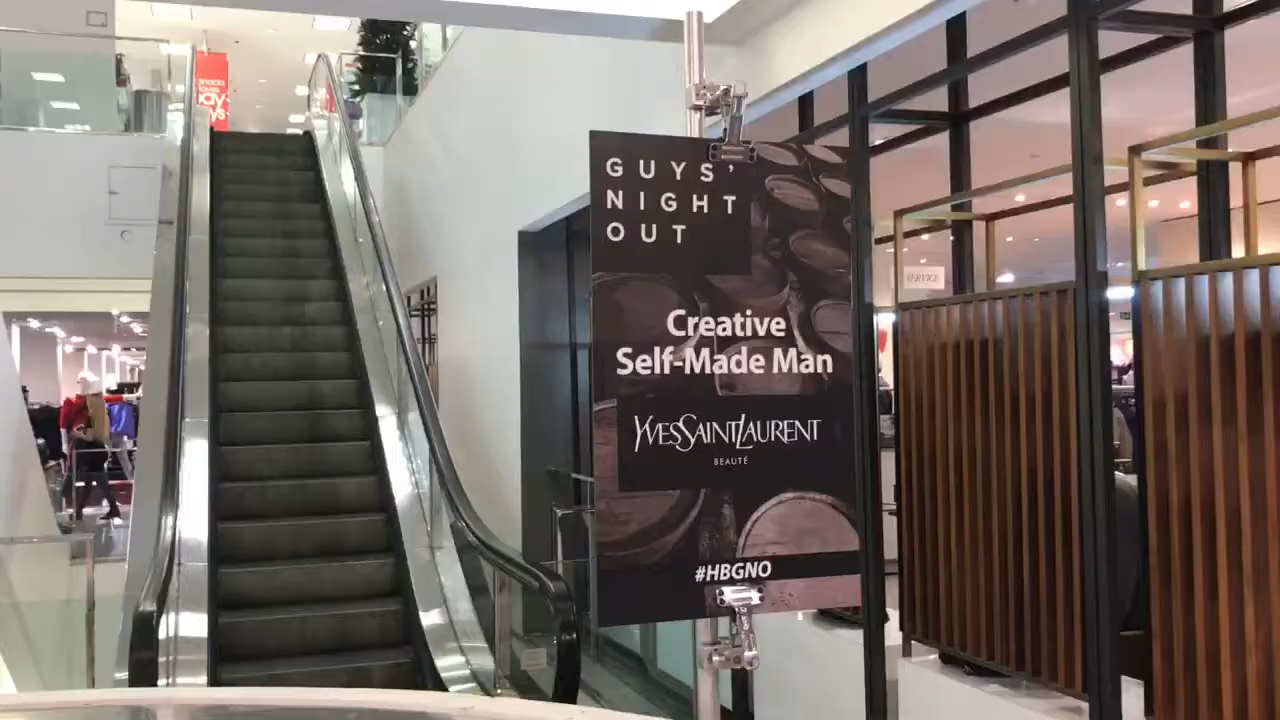 GUYS'
NIGHT
OUT
Creative
Self-Made Man
YVESSAINTLAURENT
BEAUTÉ
#HBGNO
SERVICE